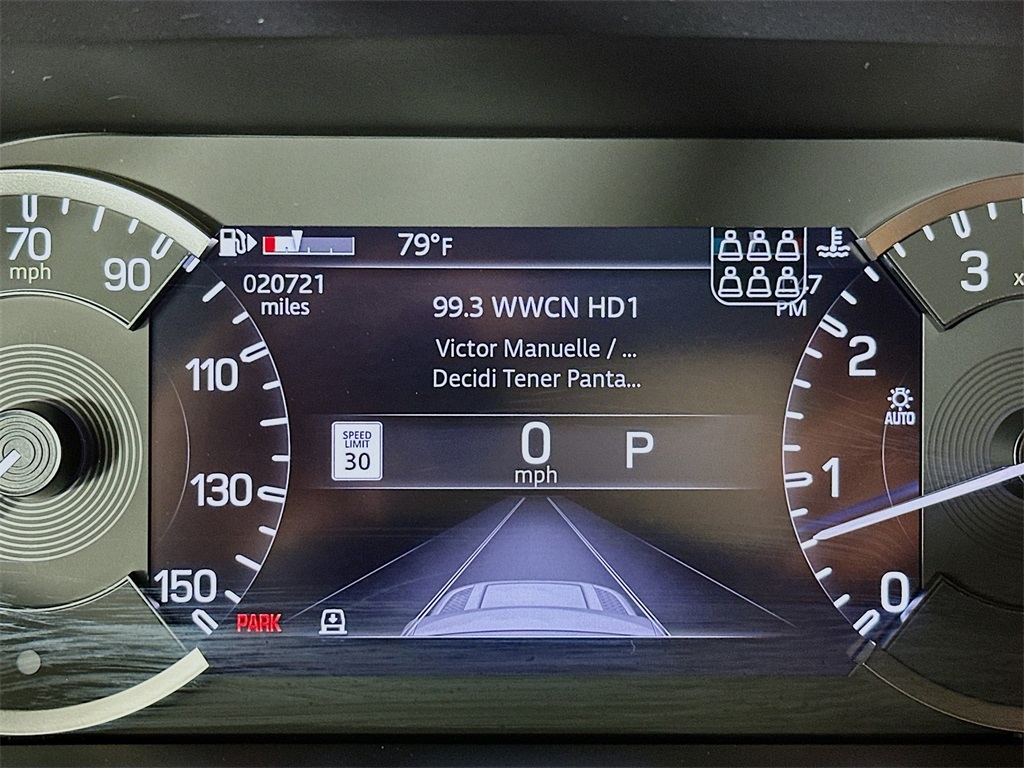 70
mph
90
110
130
150
79°F
020721
miles
99.3 WWCN HD1
Victor Manuelle / ...
Decidi Tener Panta...
SPEED
LIMIT
30
0
mph
P
PARK
7
PM
3
x
2
AUTO
1
0